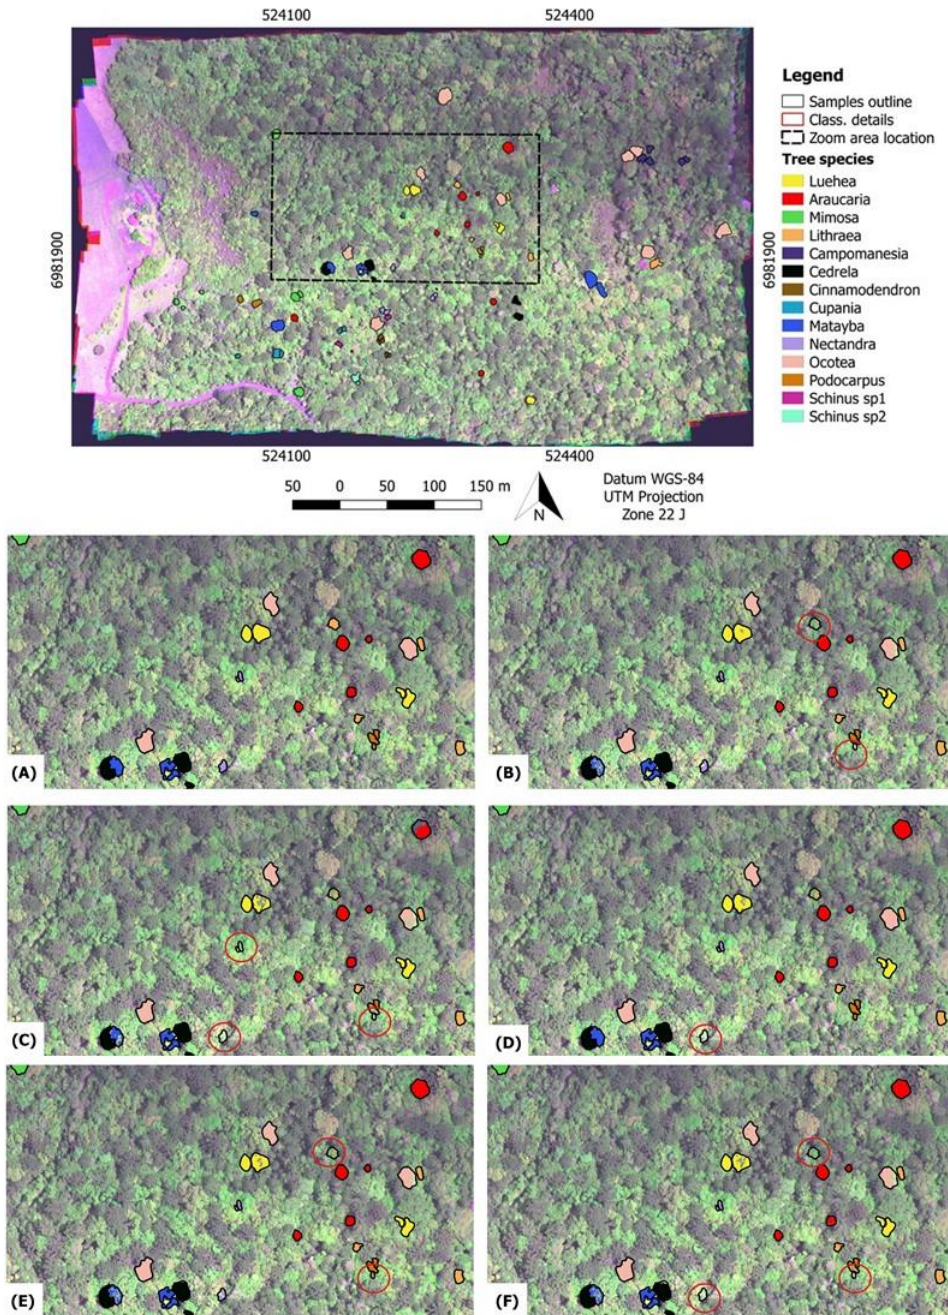 524100 524400
6981900
6981900
Legend
Samples outline
Class. details
Zoom area location
Tree species
Luehea
Araucaria
Mimosa
Lithraea
Campomanesia
Cedrela
Cinnamodendron
Cupania
Matayba
Nectandra
Ocotea
Podocarpus
Schinus sp1
Schinus sp2
524100 524400
50 0 50 100 150 m
N
Datum WGS-84
UTM Projection
Zone 22 J
(A)
(B)
(C)
(D)
(E)
(F)